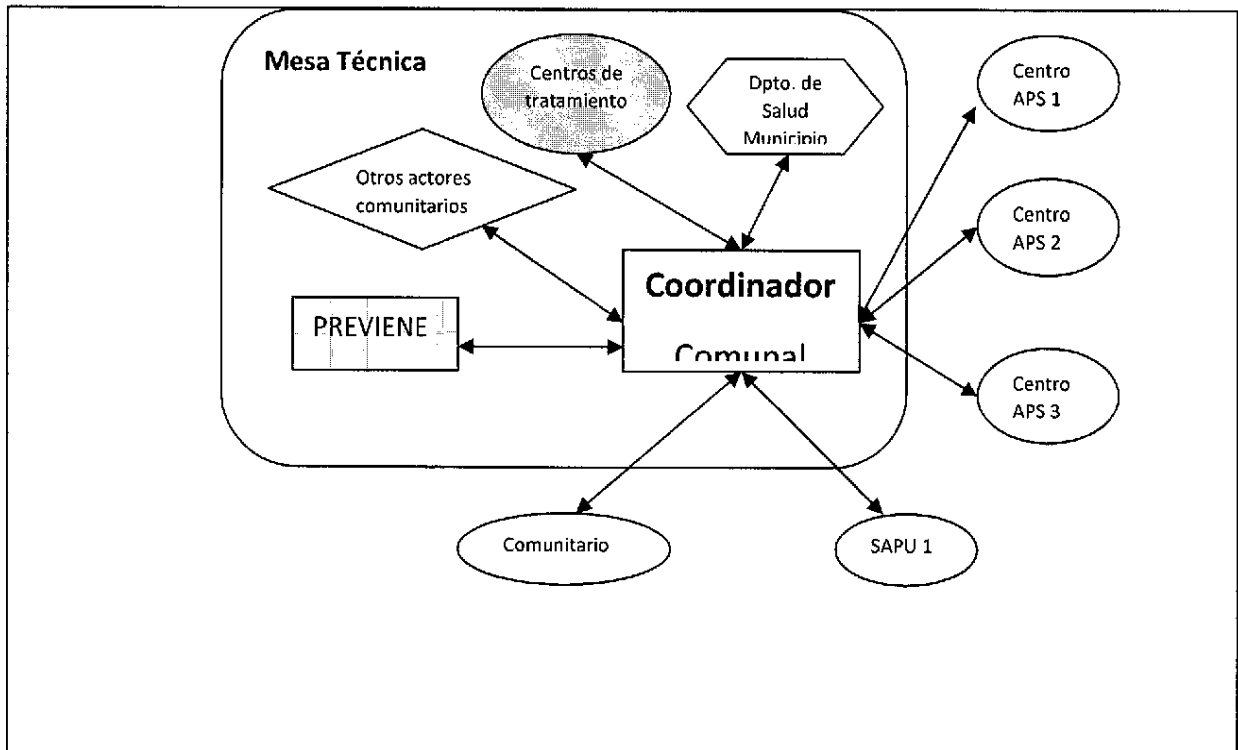 Mesa Técnica
Centros de
tratamiento
Dpto. de
Salud
Municipio
Otros actores
comunitarios
PREVIENE
Coordinador
Comunal
Centro
APS 1
Centro
APS 2
Centro
APS 3
Comunitario
SAPU 1